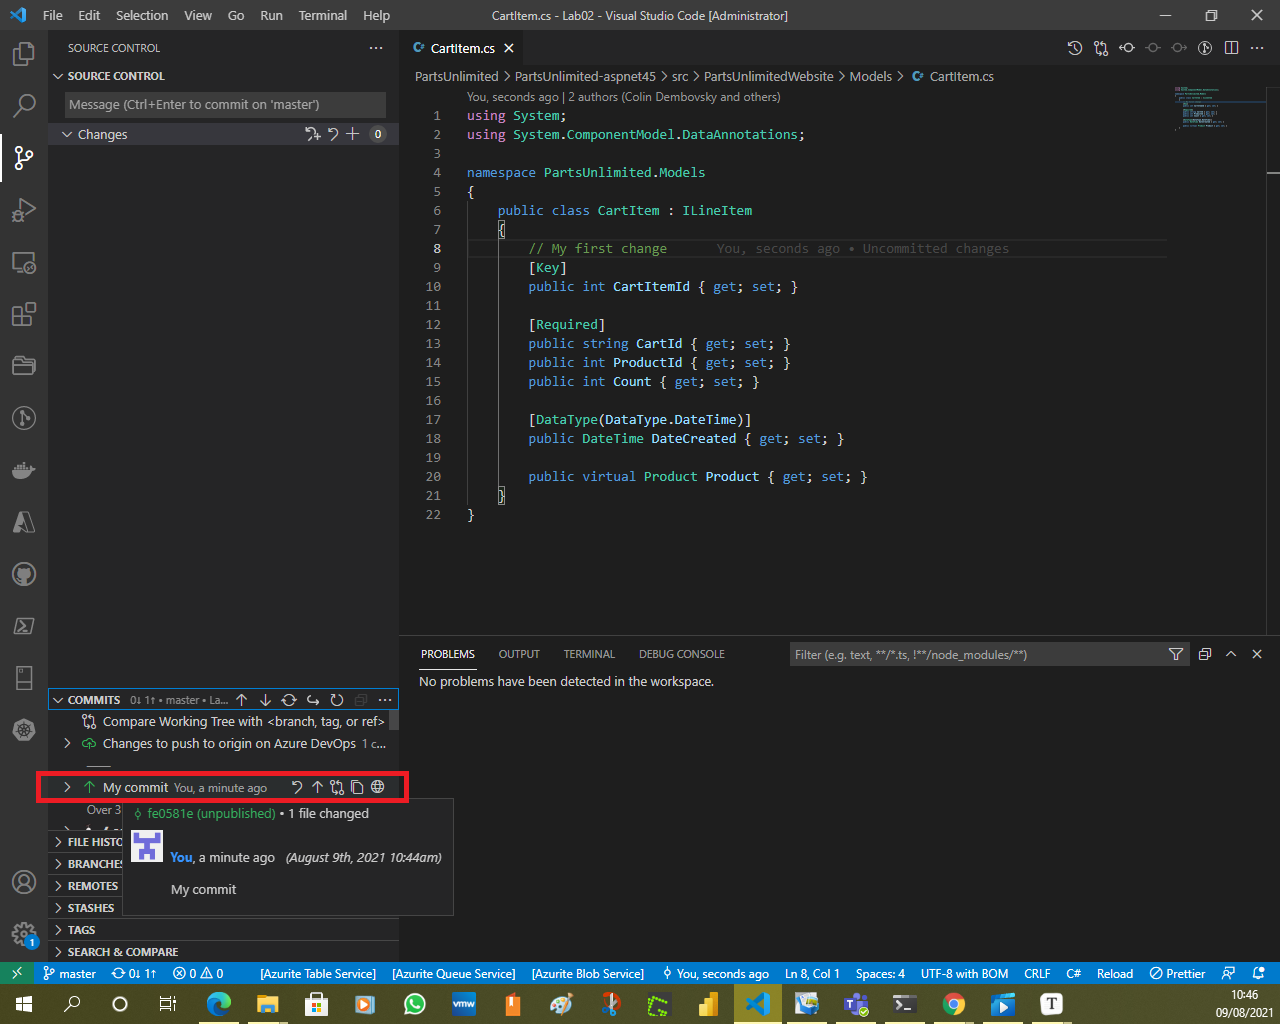 File Edit Selection View Go Run Terminal Help CartItem.cs - Lab02 - Visual Studio Code [Administrator]
SOURCE CONTROL
SOURCE CONTROL
Message (Ctrl+Enter to commit on 'master')
Changes 0
CartItem.cs
PartsUnlimited > PartsUnlimited-aspnet45 > src > PartsUnlimitedWebsite > Models > CartItem.cs
You, seconds ago | 2 authors (Colin Dembovsky and others)
1 using System;
2 using System.ComponentModel.DataAnnotations;
3
4 namespace PartsUnlimited.Models
5 {
6 public class CartItem : ILineItem
7 {
8 // My first change You, seconds ago • Uncommitted changes
9 [Key]
10 public int CartItemId { get; set; }
11
12 [Required]
13 public string CartId { get; set; }
14 public int ProductId { get; set; }
15 public int Count { get; set; }
16
17 [DataType(DataType.DateTime)]
18 public DateTime DateCreated { get; set; }
19
20 public virtual Product Product { get; set; }
21 }
22 }
PROBLEMS OUTPUT TERMINAL DEBUG CONSOLE Filter (e.g. text, **/*.ts, !**/node_modules/**)
No problems have been detected in the workspace.
COMMITS 0↓ 1↑ • master • La...
Compare Working Tree with <branch, tag, or ref>
Changes to push to origin on Azure DevOps 1 c...
My commit You, a minute ago
Over 3
fe0581e (unpublished) • 1 file changed
You, a minute ago (August 9th, 2021 10:44am)
My commit
FILE HISTO
BRANCHES
REMOTES
STASHES
TAGS
SEARCH & COMPARE
1
master 0↓ 1↑ 0 0 [Azurite Table Service] [Azurite Queue Service] [Azurite Blob Service] You, seconds ago Ln 8, Col 1 Spaces: 4 UTF-8 with BOM CRLF C# Reload Prettier
vmw T
10:46
09/08/2021